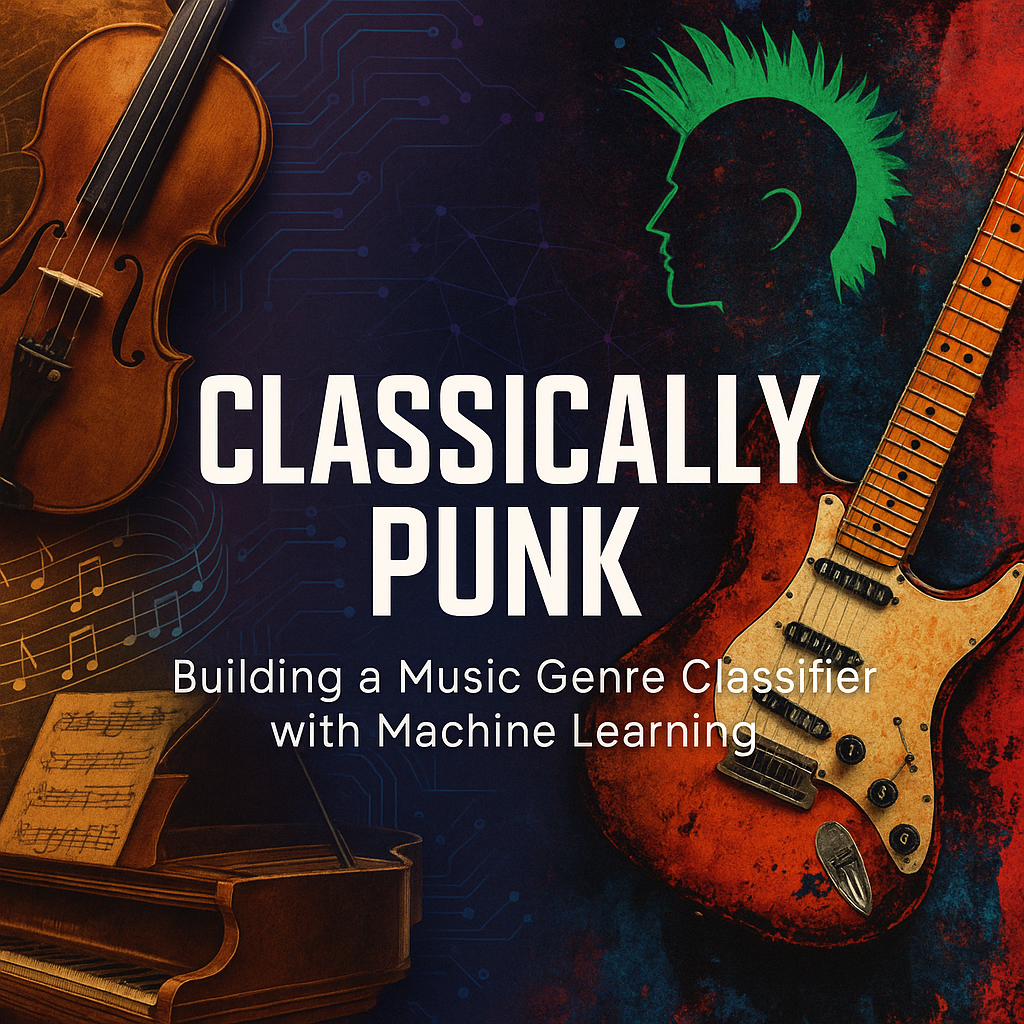 CLASSICALLY
PUNK
Building a Music Genre Classifier
with Machine Learning